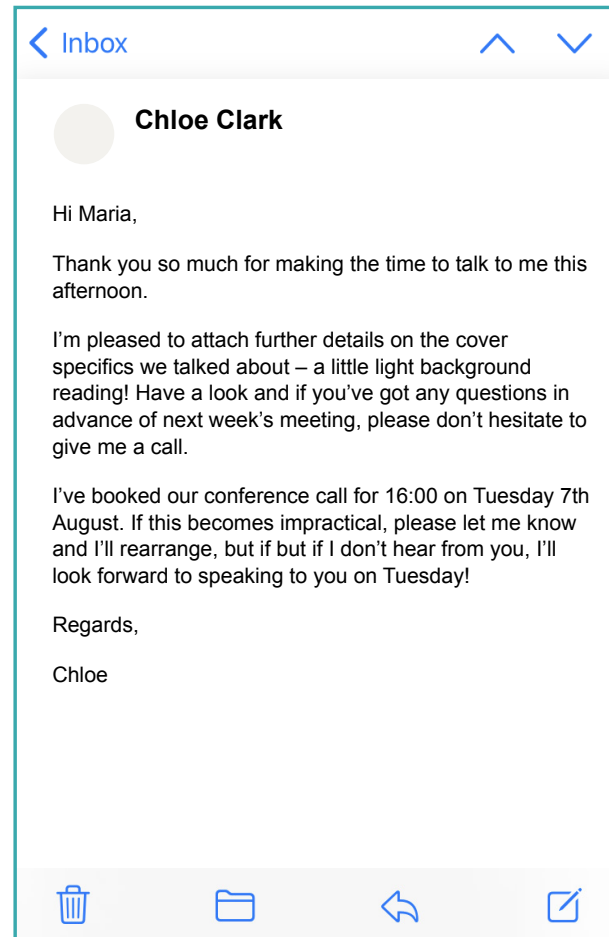 Inbox
Chloe Clark
Hi Maria,
Thank you so much for making the time to talk to me this
afternoon.
I’m pleased to attach further details on the cover
specifics we talked about – a little light background
reading! Have a look and if you’ve got any questions in
advance of next week’s meeting, please don’t hesitate to
give me a call.
I’ve booked our conference call for 16:00 on Tuesday 7th
August. If this becomes impractical, please let me know
and I’ll rearrange, but if but if I don’t hear from you, I’ll
look forward to speaking to you on Tuesday!
Regards,
Chloe